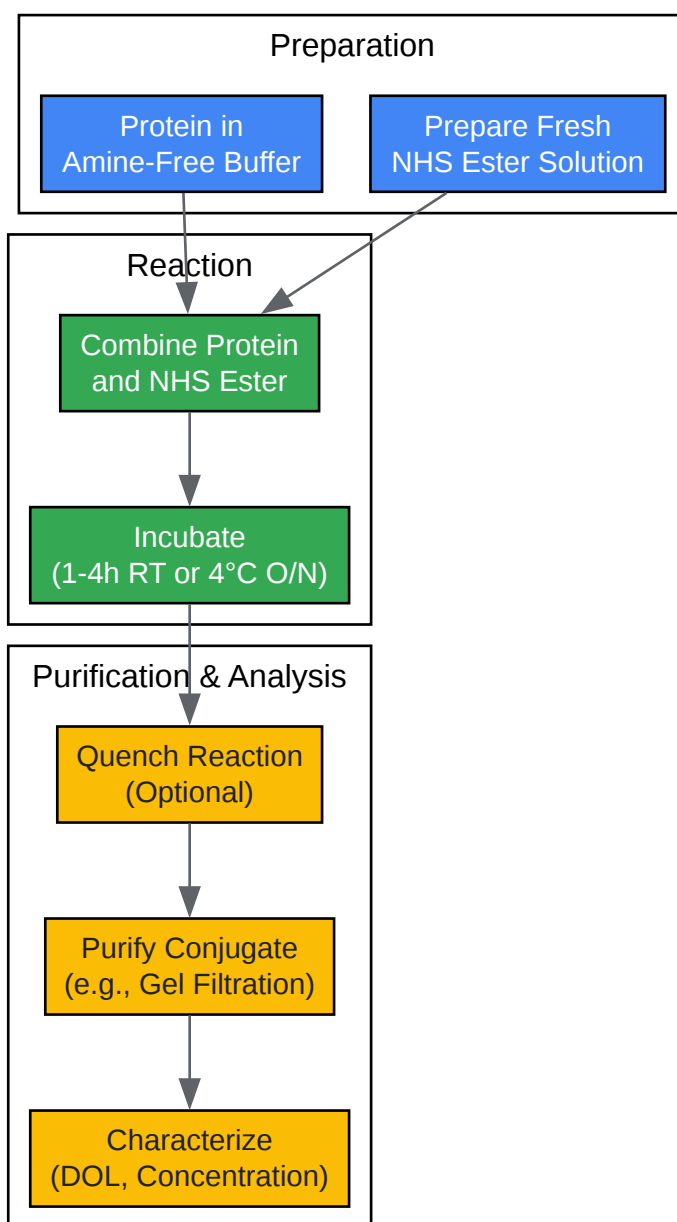 Preparation
Protein in
Amine-Free Buffer
Prepare Fresh
NHS Ester Solution
Reaction
Combine Protein
and NHS Ester
Incubate
(1-4h RT or 4°C O/N)
Purification & Analysis
Quench Reaction
(Optional)
Purify Conjugate
(e.g., Gel Filtration)
Characterize
(DOL, Concentration)